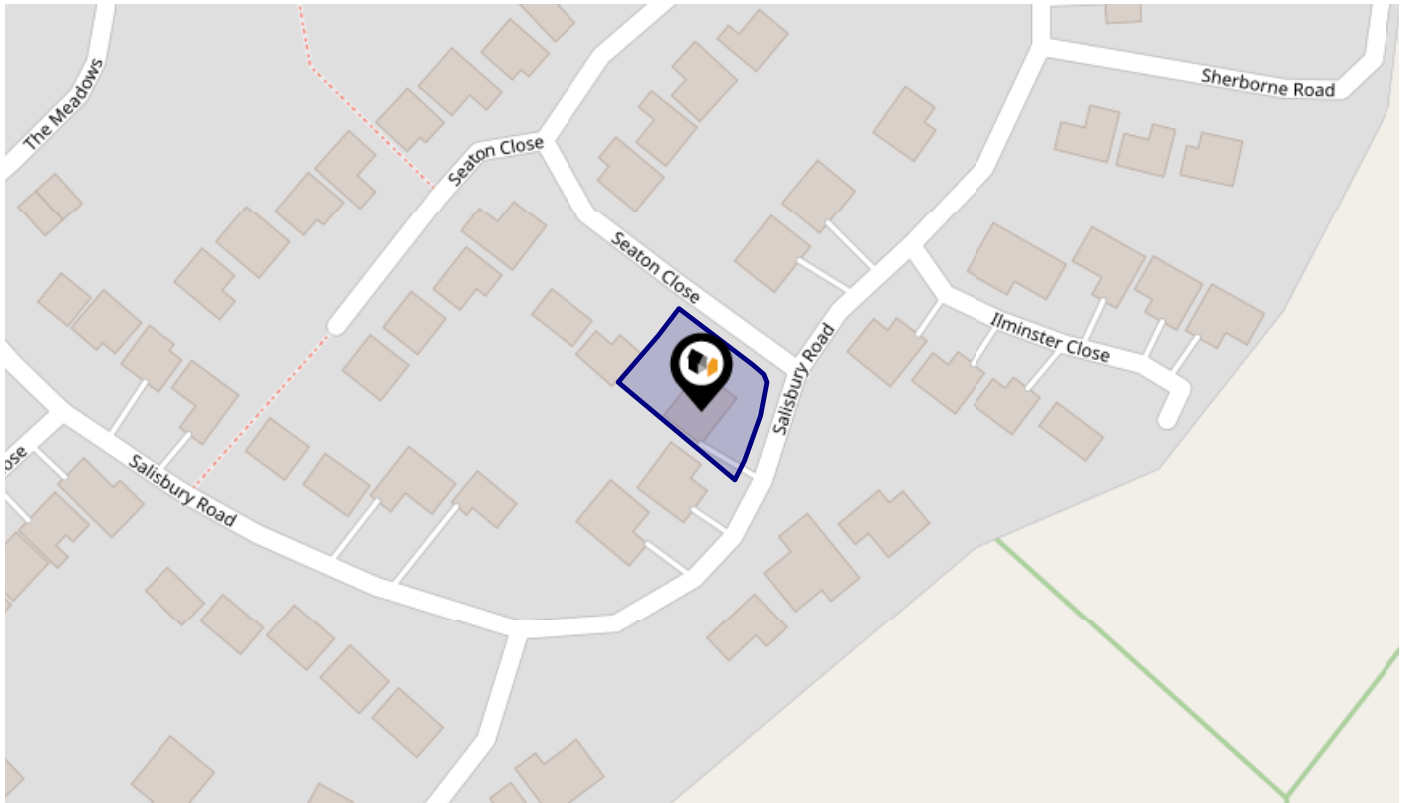 The Meadows
Sherborne Road
Seaton Close
Seaton Close
Ilminster Close
Salisbury Road
Salisbury Road
ose